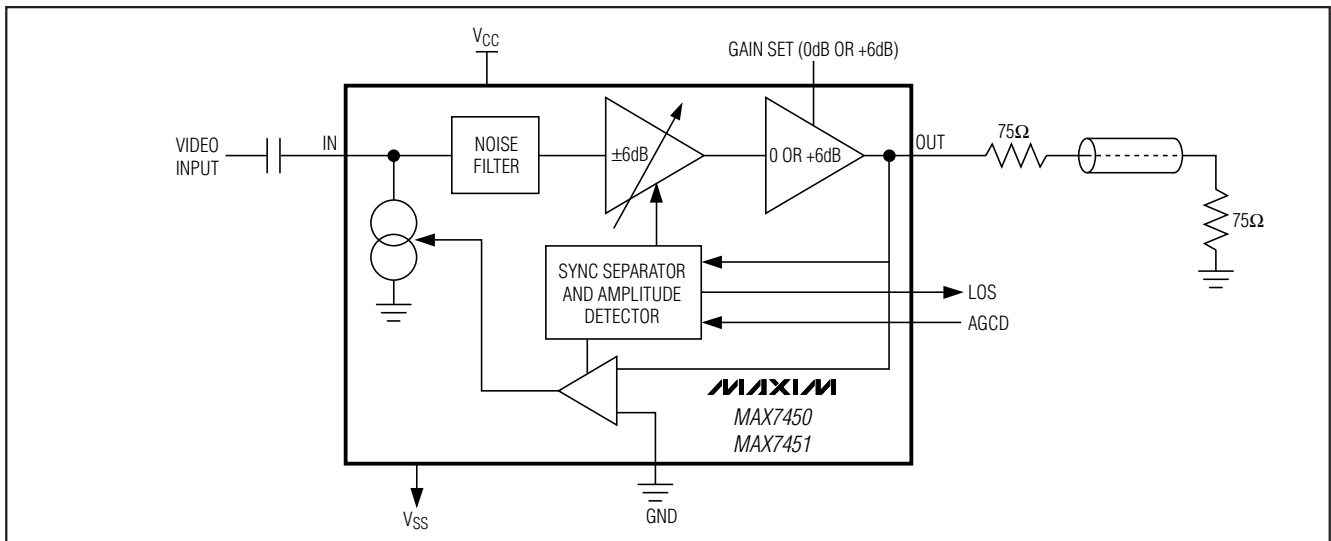 VCC
GAIN SET (0dB OR +6dB)
VIDEO
INPUT
IN
NOISE
FILTER
±6dB
0 OR +6dB
OUT
75Ω
75Ω
SYNC SEPARATOR
AND AMPLITUDE
DETECTOR
LOS
AGCD
MAXIM
MAX7450
MAX7451
VSS
GND